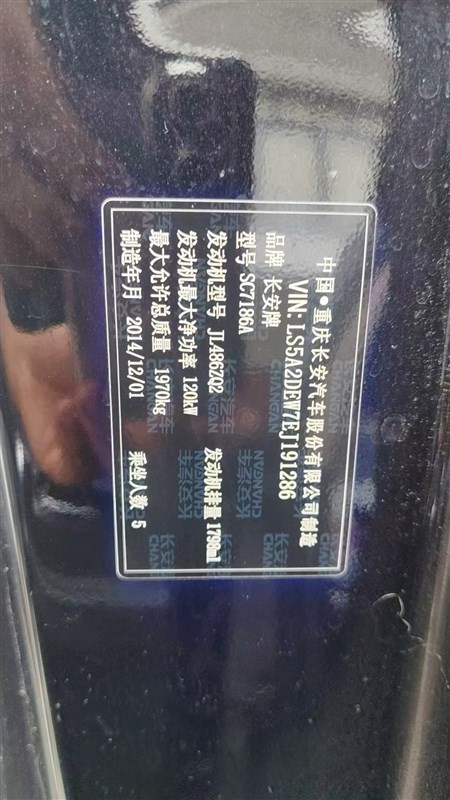 中国·重庆长安汽车股份有限公司制造
VIN: LS5A2DEW7EJ191286
品牌 长安牌
型号 SC7186A
发动机型号 JL486ZQ2 发动机排量 1798ml
发动机最大净功率 120kW
最大允许总质量 1970kg
制造年月 2014/12/01 乘坐人数 5